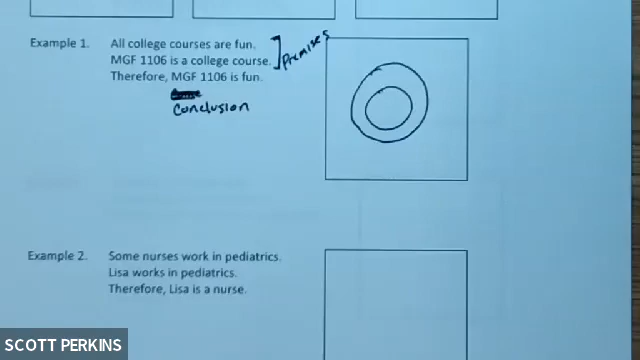 Example 1. All college courses are fun.
MGF 1106 is a college course.
Therefore, MGF 1106 is fun.
Premises
Conclusion
Example 2. Some nurses work in pediatrics.
Lisa works in pediatrics.
Therefore, Lisa is a nurse.
SCOTT PERKINS